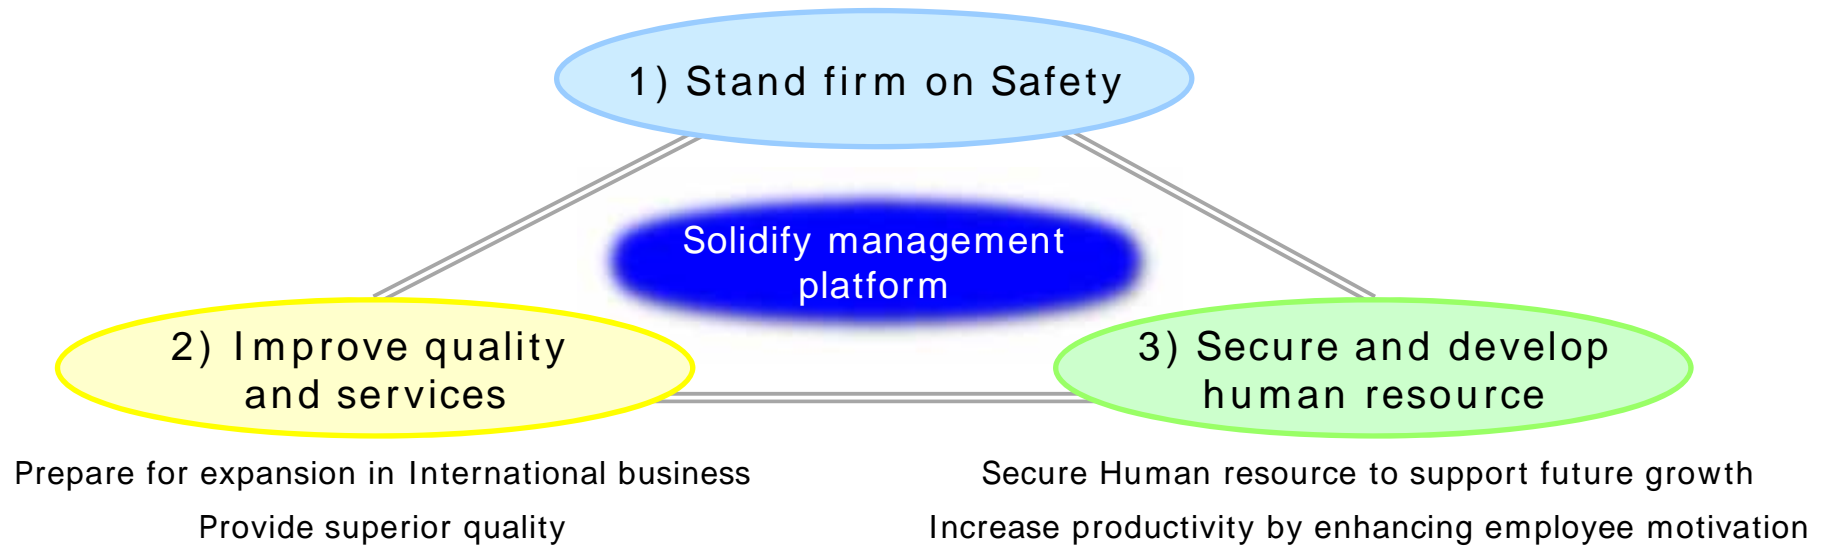 1) Stand firm on Safety
Solidify management
platform
2) Improve quality
and services
3) Secure and develop
human resource
Prepare for expansion in International business
Provide superior quality
Secure Human resource to support future growth
Increase productivity by enhancing employee motivation